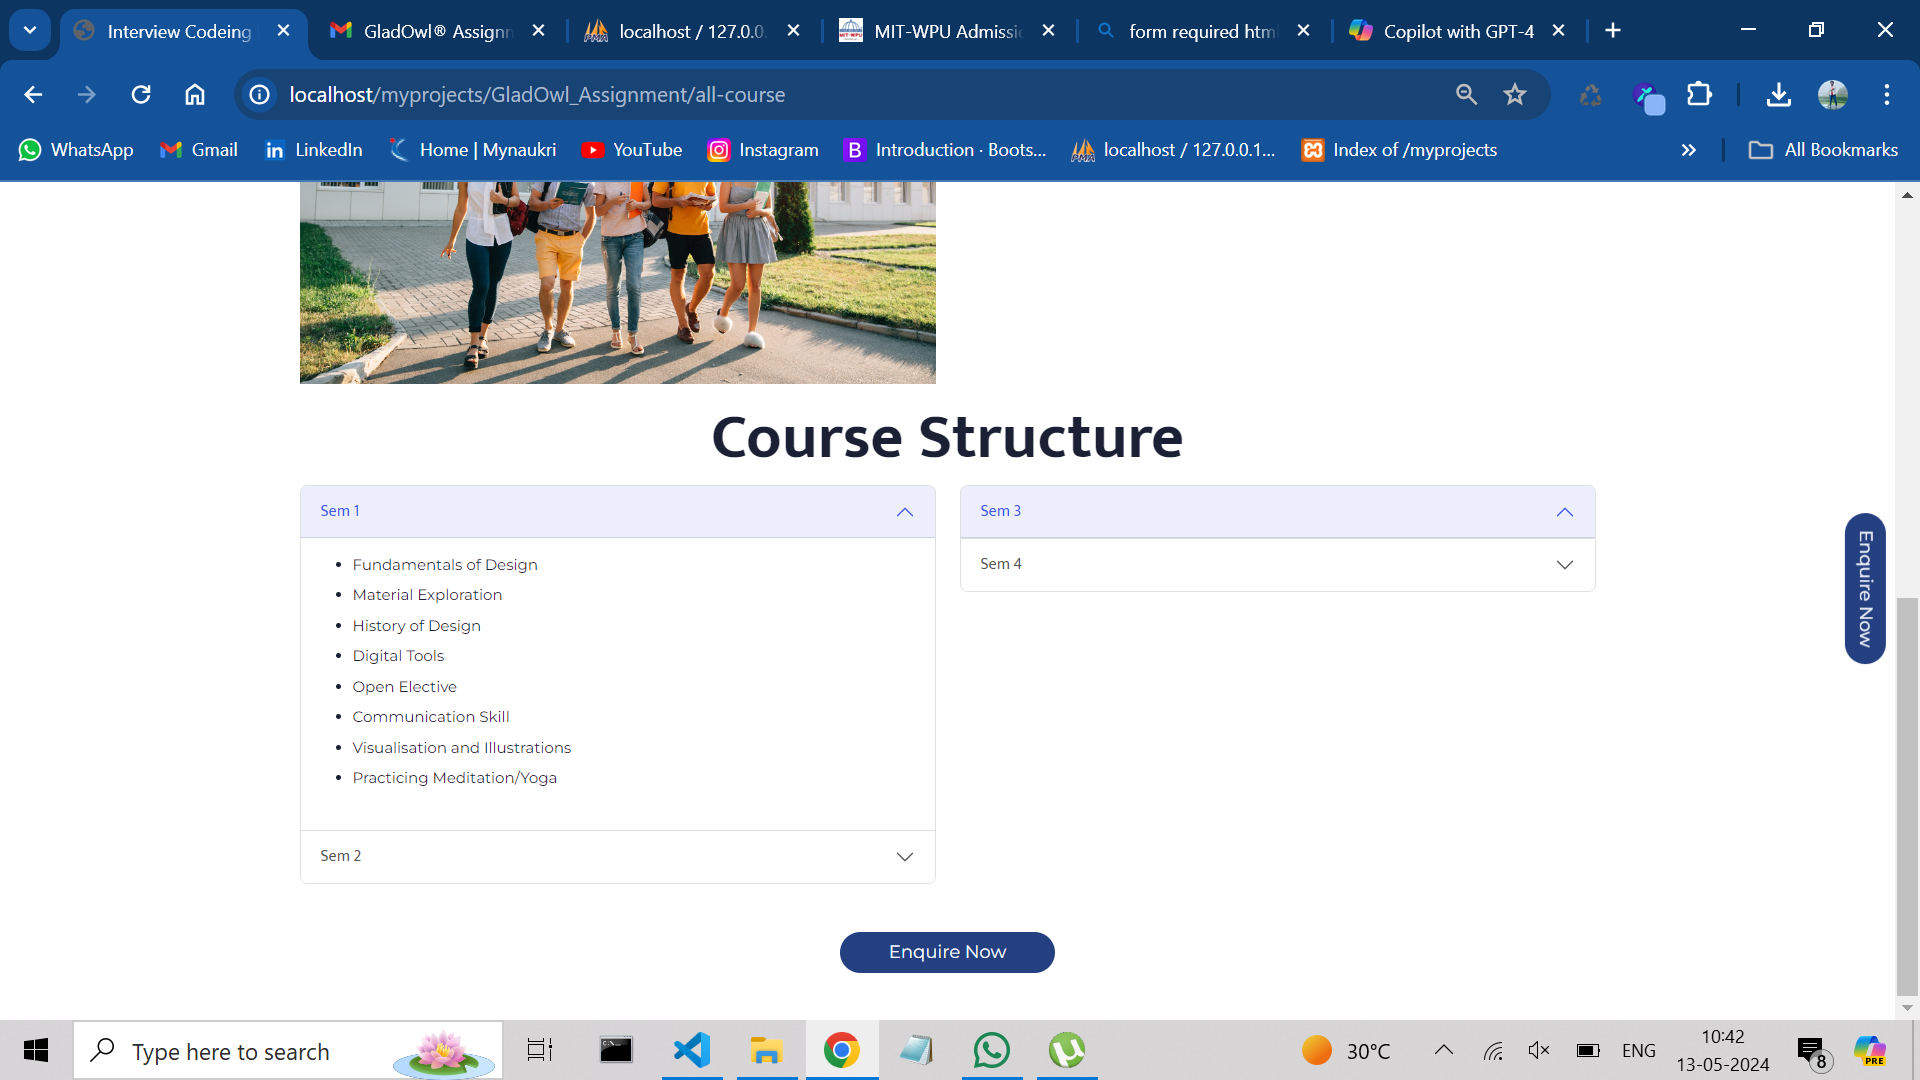 Interview Codeing
GladOwl® Assignm
localhost / 127.0.0.
MIT-WPU Admissio
form required html
Copilot with GPT-4
localhost/myprojects/GladOwl_Assignment/all-course
WhatsApp
Gmail
LinkedIn
Home | Mynaukri
YouTube
Instagram
B
Introduction · Boots...
localhost / 127.0.0.1...
Index of /myprojects
All Bookmarks
Course Structure
Sem 1
Fundamentals of Design
Material Exploration
History of Design
Digital Tools
Open Elective
Communication Skill
Visualisation and Illustrations
Practicing Meditation/Yoga
Sem 2
Sem 3
Sem 4
Enquire Now
Enquire Now
Type here to search
30°C
ENG
10:42
13-05-2024
8
PRE